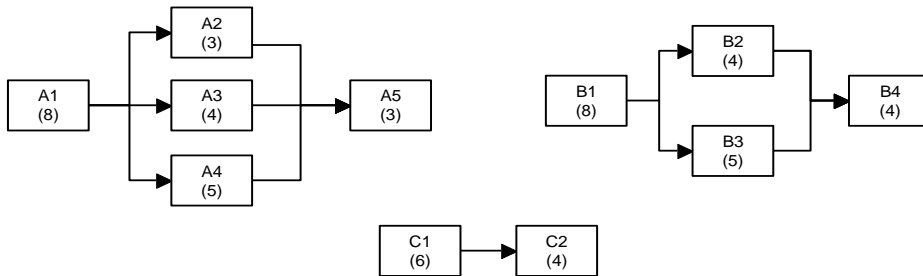 A1
(8)
A2
(3)
A3
(4)
A4
(5)
A5
(3)
B1
(8)
B2
(4)
B3
(5)
B4
(4)
C1
(6)
C2
(4)